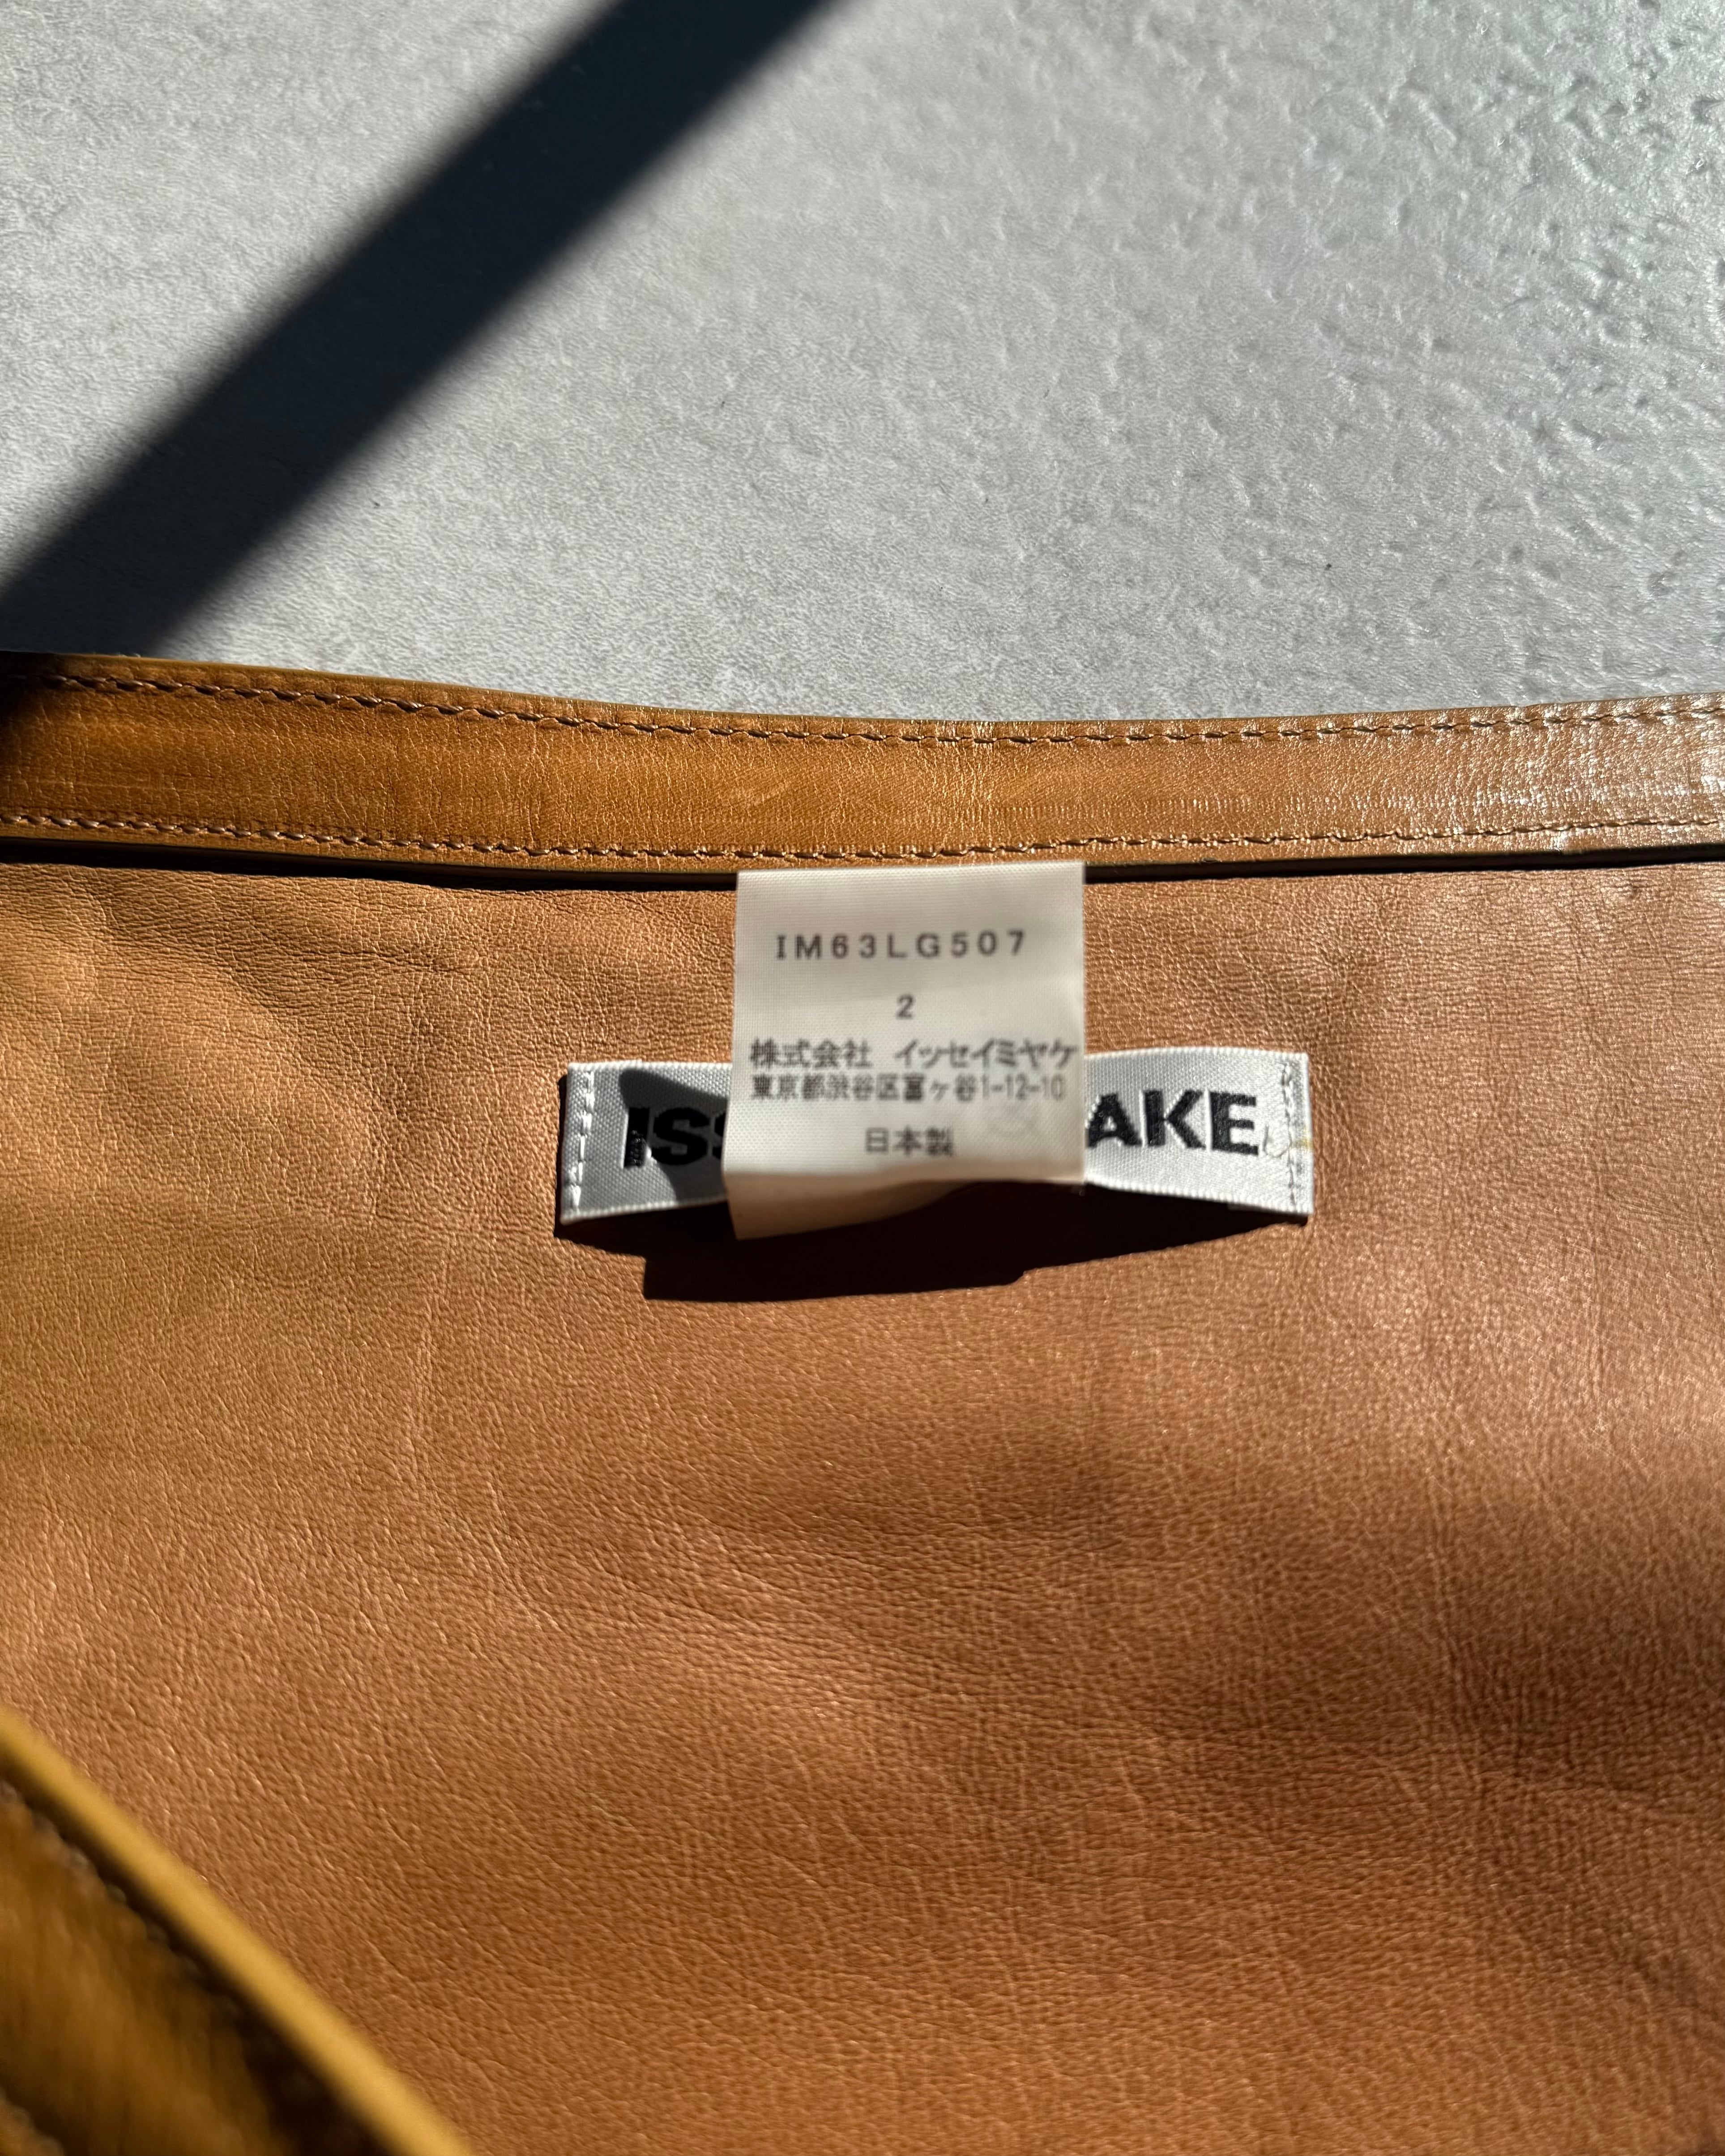 IM63LG507
2
株式会社 イッセイミヤケ
東京都渋谷区富ヶ谷1-12-10
日本製
ISS AKE